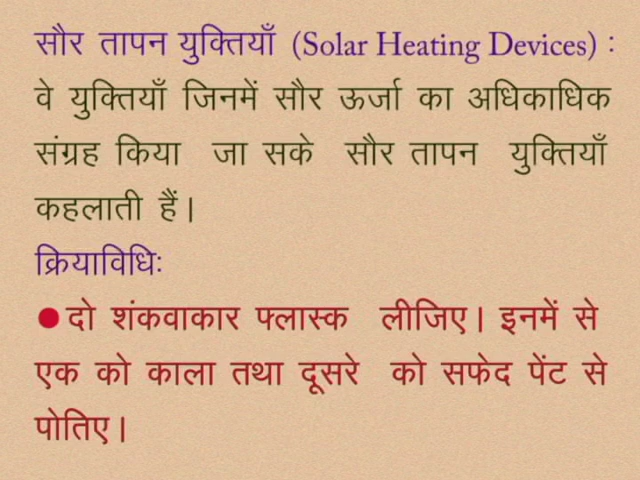 सौर तापन युक्तियाँ (Solar Heating Devices) :
वे युक्तियाँ जिनमें सौर ऊर्जा का अधिकाधिक
संग्रह किया जा सके सौर तापन युक्तियाँ
कहलाती हैं।
क्रियाविधिः
● दो शंकवाकार फ्लास्क लीजिए। इनमें से
एक को काला तथा दूसरे को सफेद पेंट से
पोतिए।